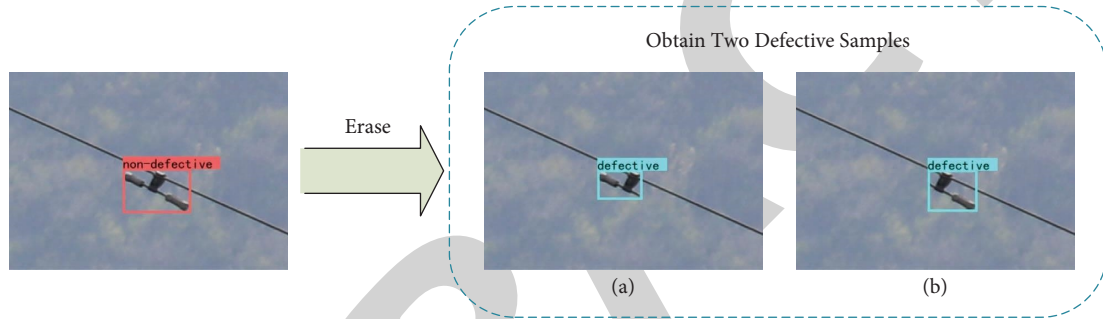 Obtain Two Defective Samples
non-defective
Erase
defective
defective
(a)
(b)